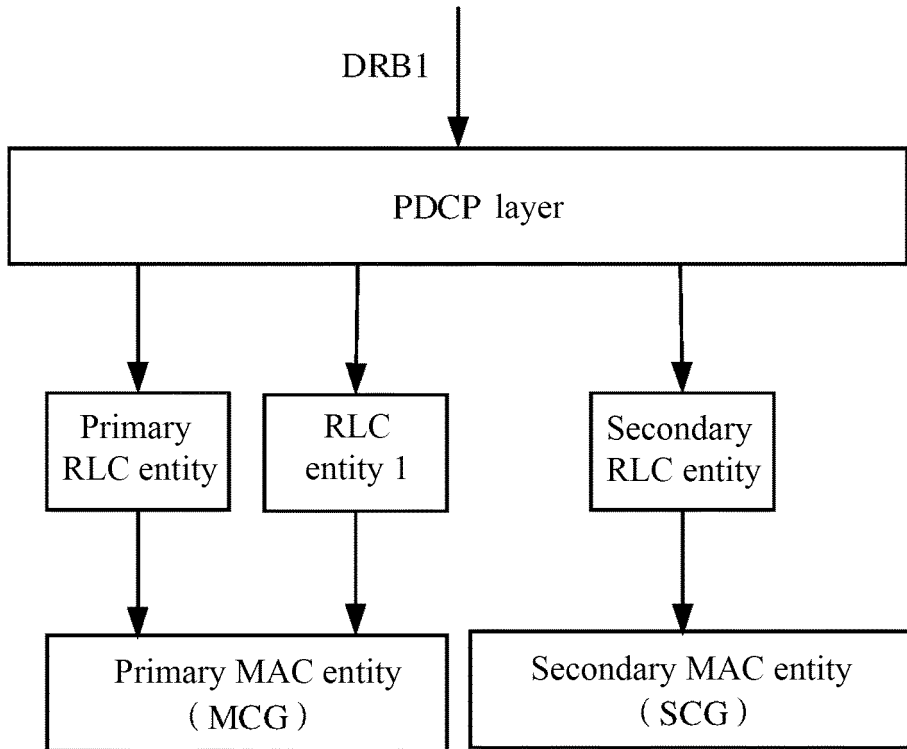 DRB1
PDCP layer
Primary
RLC entity
RLC
entity 1
Secondary
RLC entity
Primary MAC entity
（MCG）
Secondary MAC entity
（SCG）